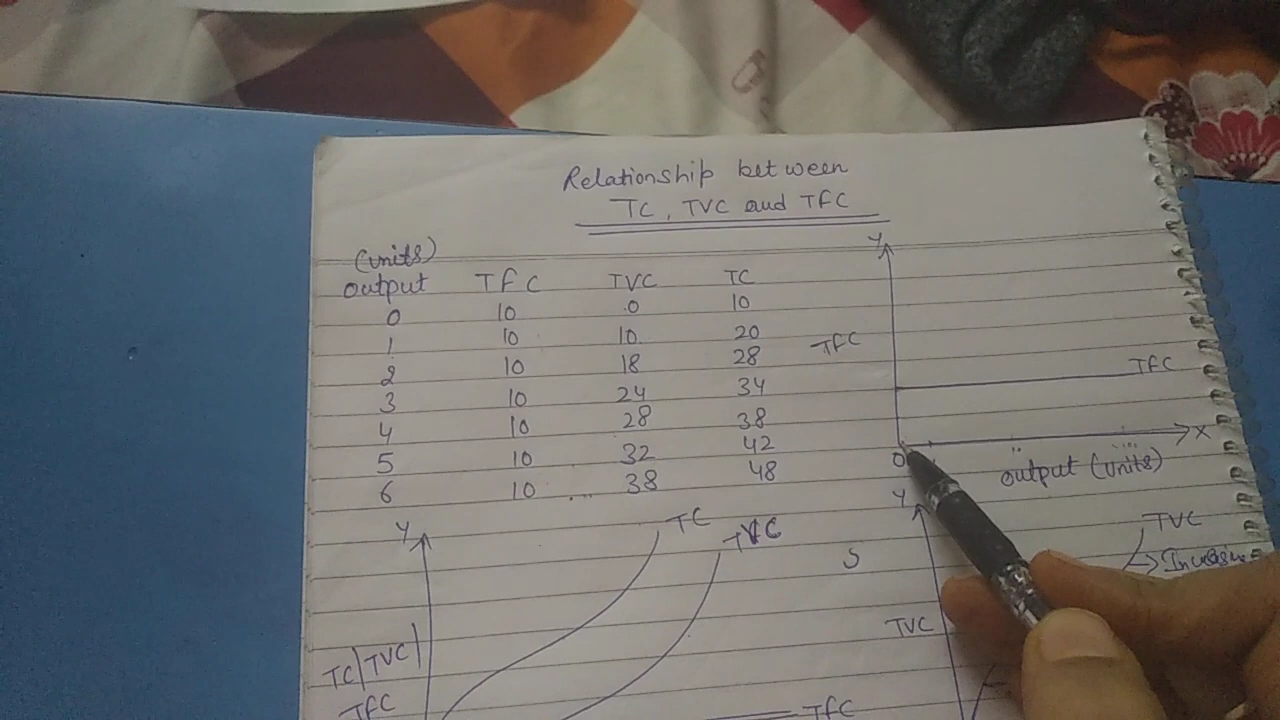 Relationship between
TC, TVC and TFC
(units)
output TFC TVC TC
0 10 0 10
1 10 10 20
2 10 18 28
3 10 24 34
4 10 28 38
5 10 32 42
6 10 38 48
Y
TFC
TFC
X
0
output (units)
Y
TC
TVC
TC|TVC|
TFC
TFC
S
Y
TVC
TVC